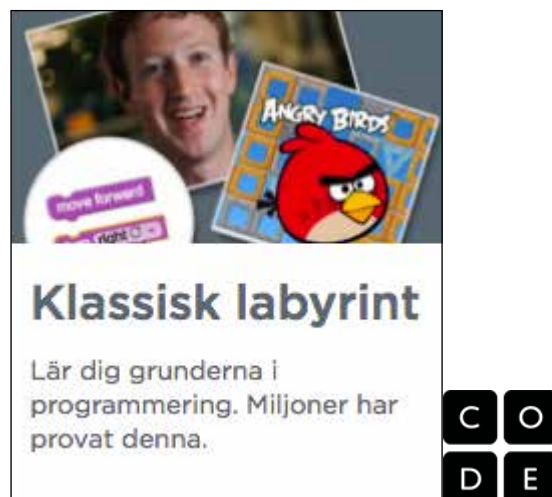 ANGRY BIRDS
move forward
right
Klassisk labyrint
Lär dig grunderna i
programmering. Miljoner har
provat denna.
C O
D E